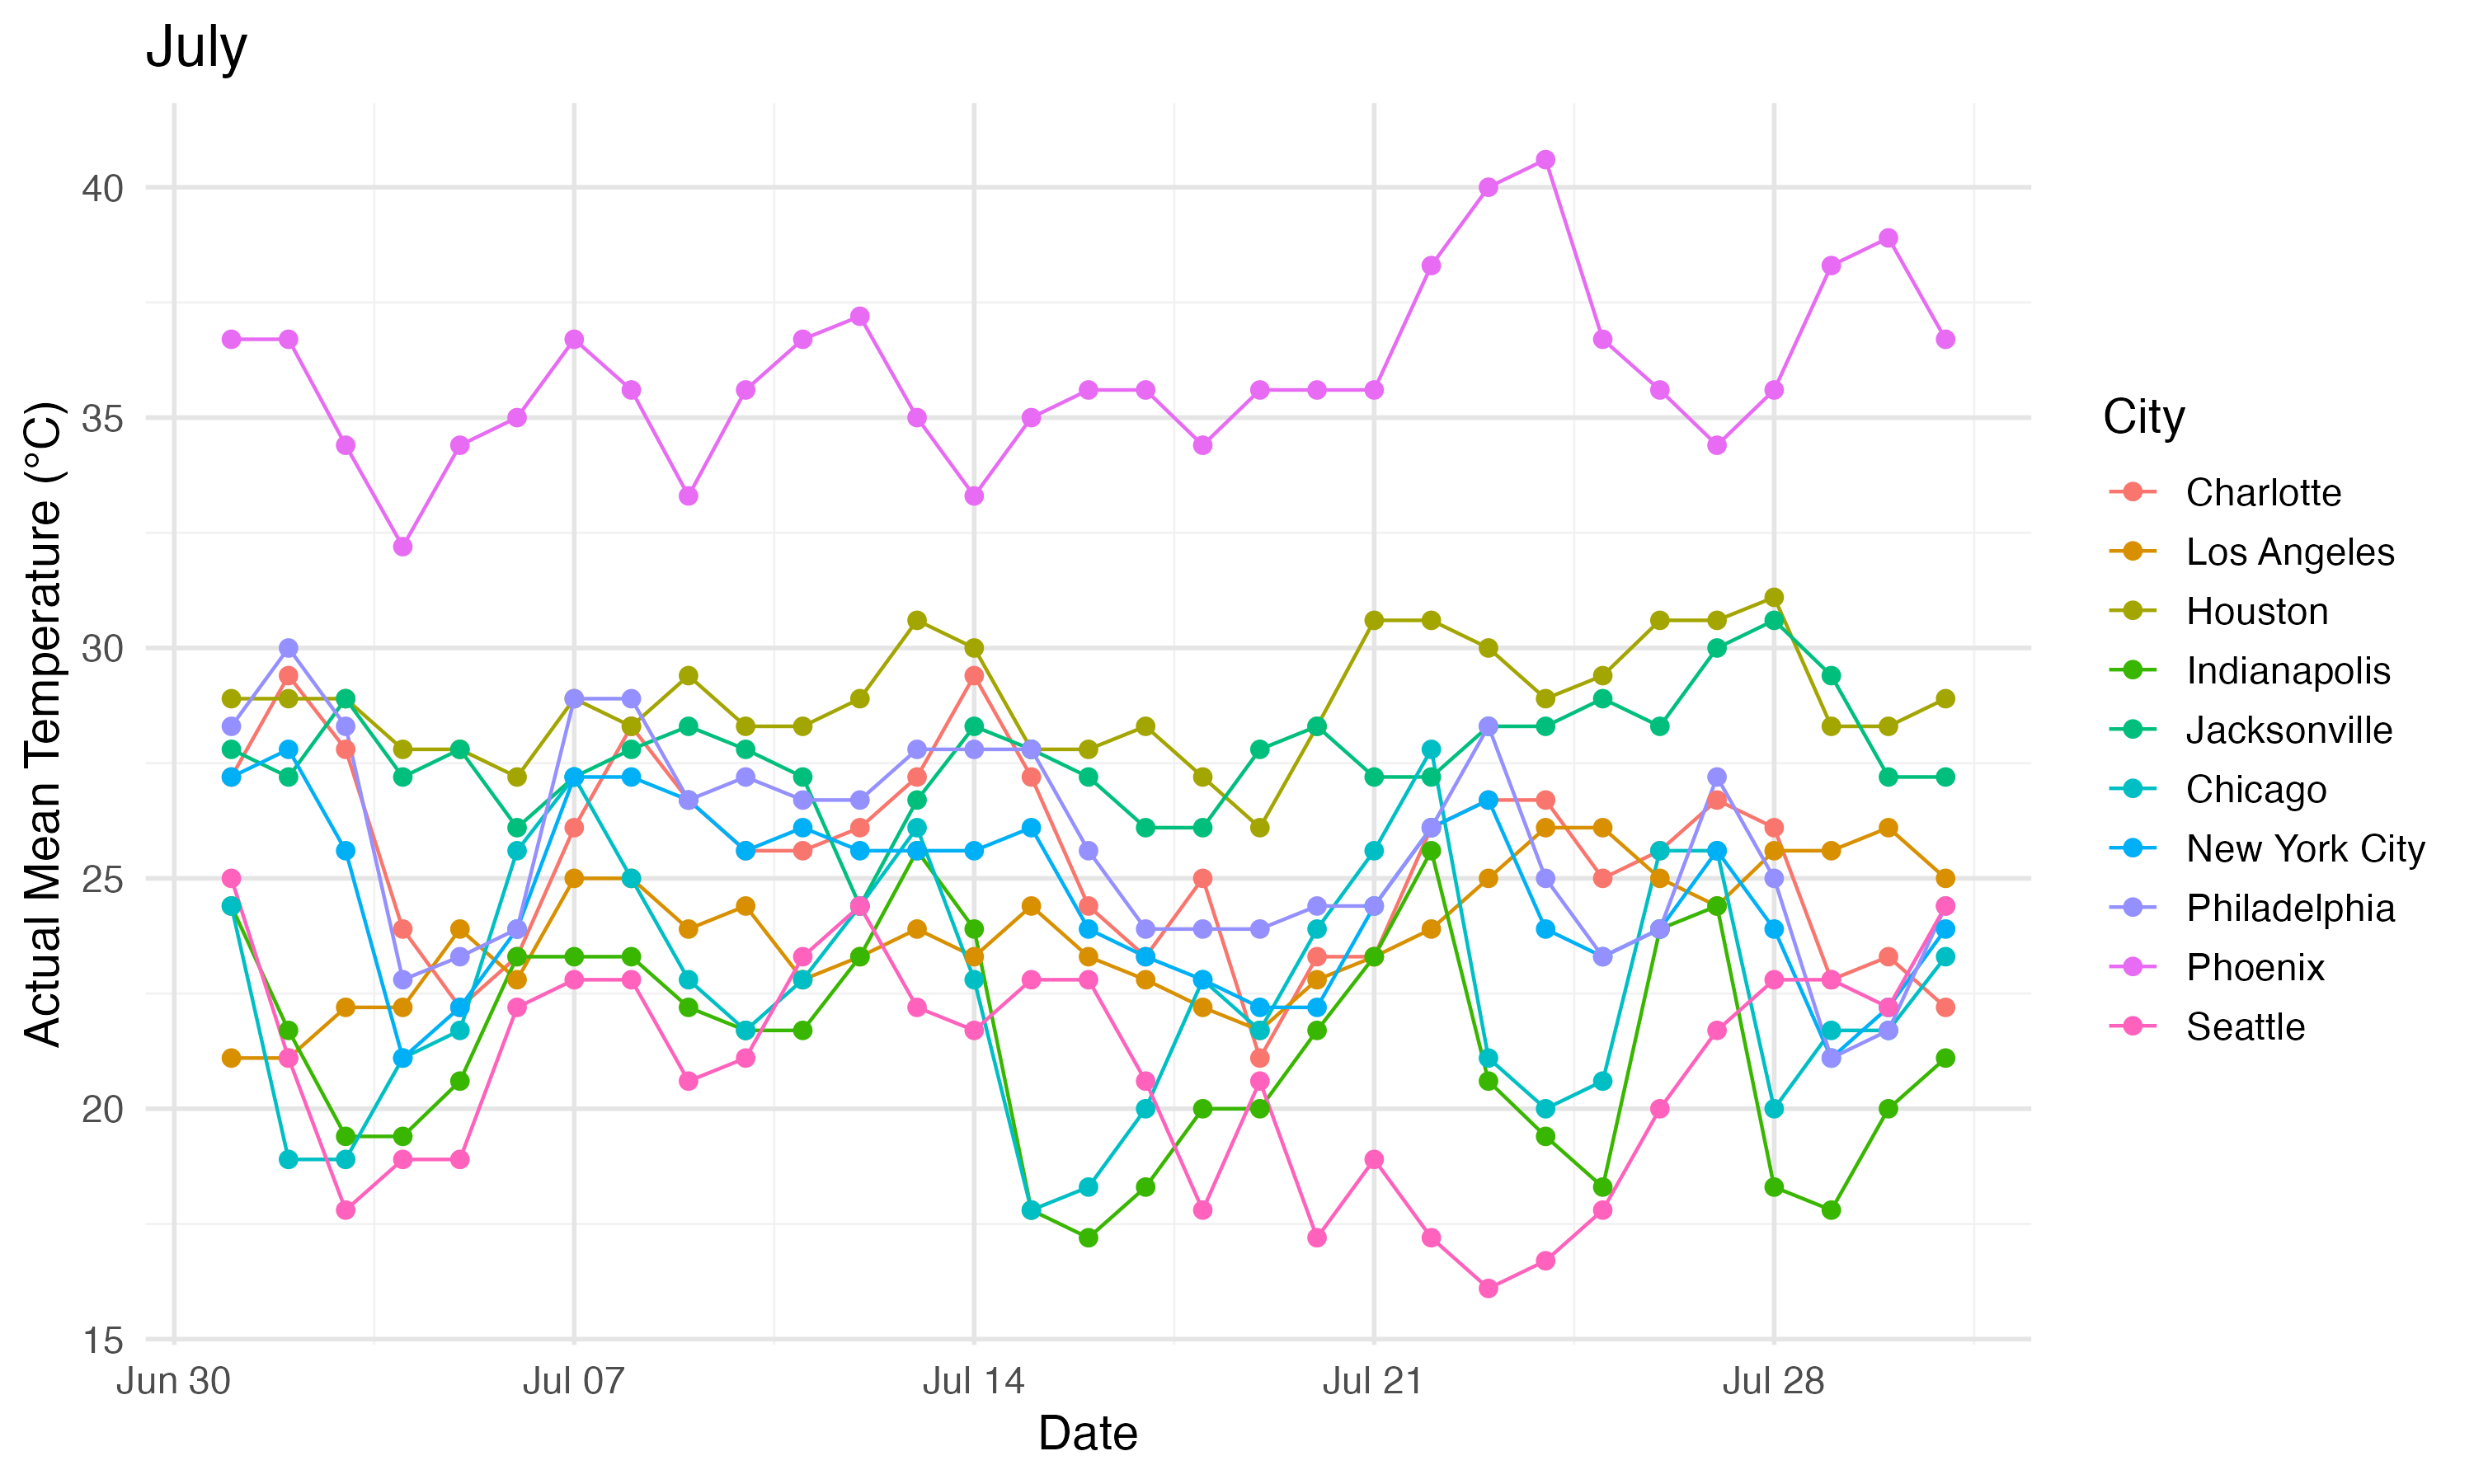 July
Actual Mean Temperature (°C)
40
35
30
25
20
15
Jun 30
Jul 07
Jul 14
Jul 21
Jul 28
Date
City
Charlotte
Los Angeles
Houston
Indianapolis
Jacksonville
Chicago
New York City
Philadelphia
Phoenix
Seattle